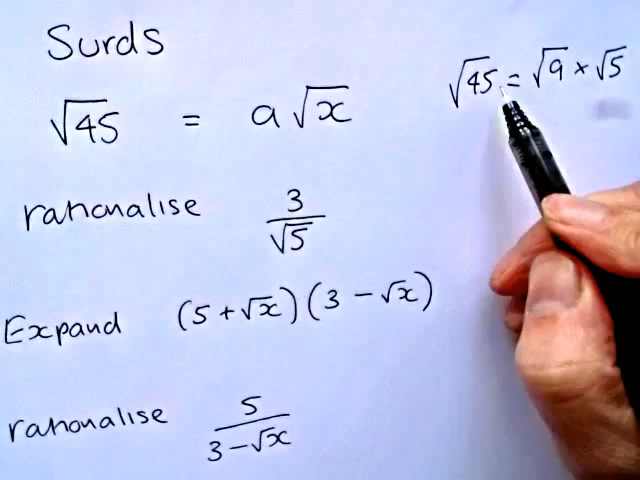 Surds
√45 = a√x
√45 = √9 × √5
rationalise 3/√5
Expand (5 + √x)(3 − √x)
rationalise 5/(3 − √x)